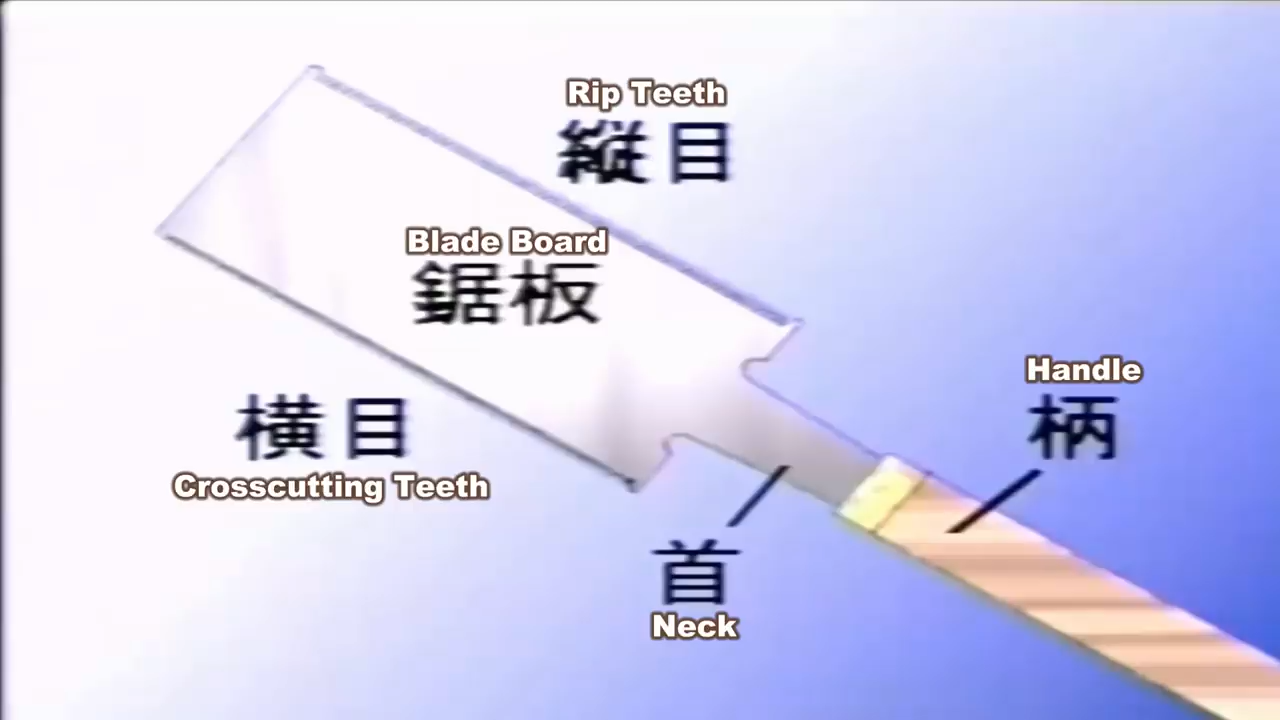 Rip Teeth
縦目
Blade Board
鋸板
Handle
柄
横目
Crosscutting Teeth
首
Neck